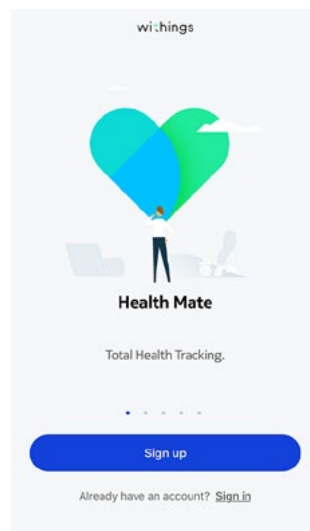 withings
Health Mate
Total Health Tracking.
Sign up
Already have an account? Sign in